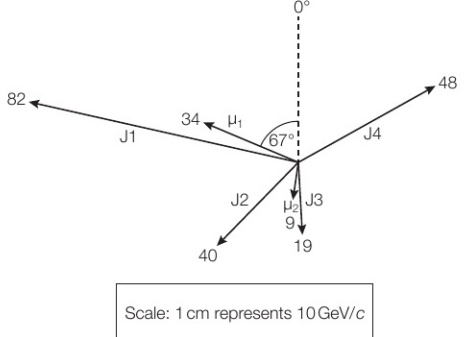 0°
48
82
34
μ₁
67°
J4
J1
J2
μ₂
J3
9
19
40
Scale: 1 cm represents 10 GeV/c